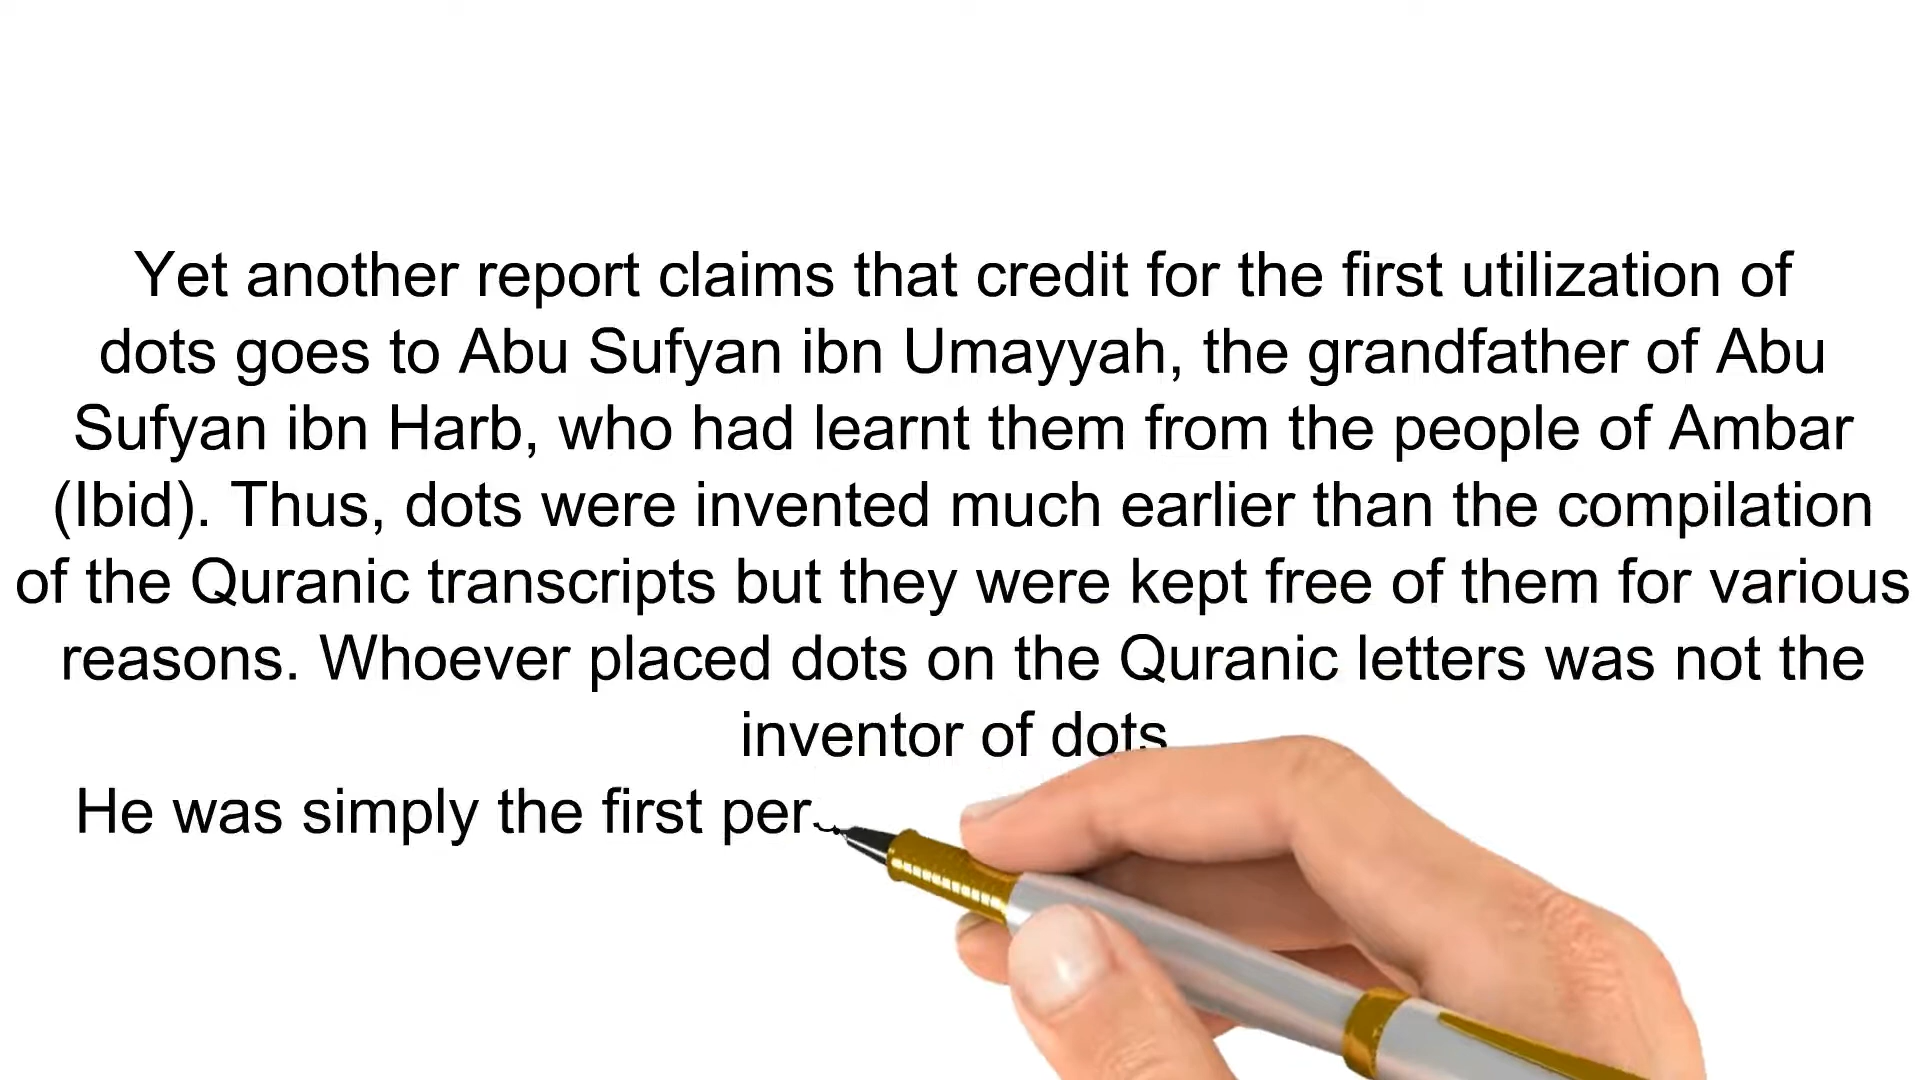 Yet another report claims that credit for the first utilization of
dots goes to Abu Sufyan ibn Umayyah, the grandfather of Abu
Sufyan ibn Harb, who had learnt them from the people of Ambar
(Ibid). Thus, dots were invented much earlier than the compilation
of the Quranic transcripts but they were kept free of them for various
reasons. Whoever placed dots on the Quranic letters was not the
inventor of dots
He was simply the first per